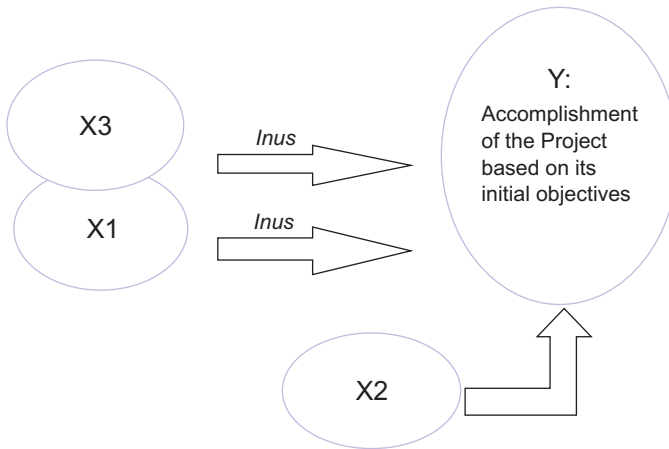 X3
X1
Inus
Inus
Y:
Accomplishment
of the Project
based on its
initial objectives
X2